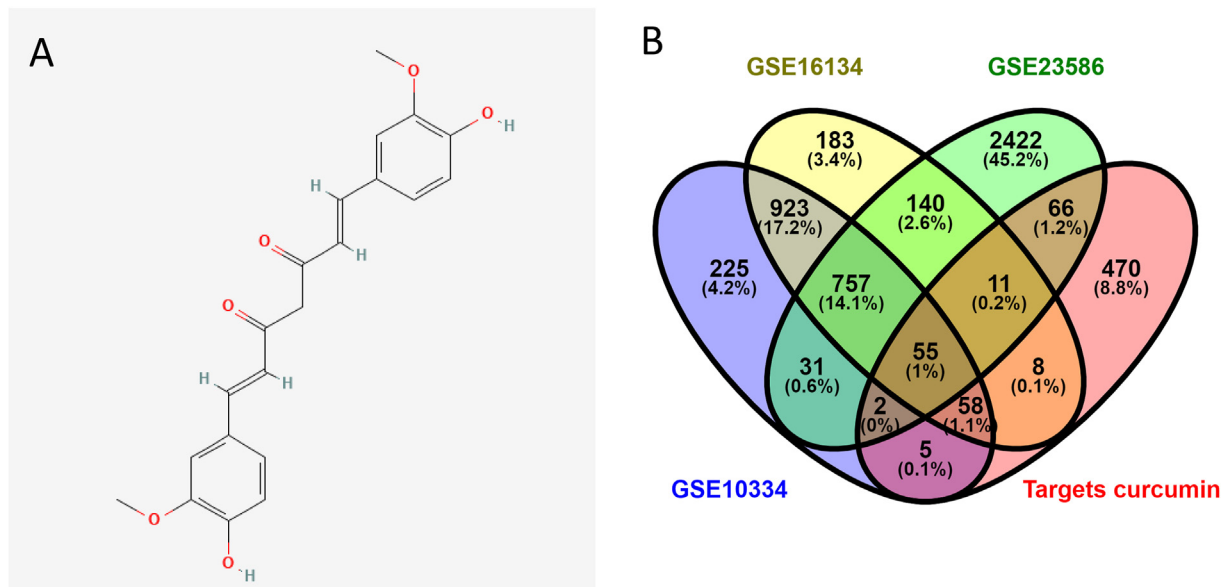 A
O
O
H
H
H
O
O
H
H
O
O
H
B
GSE16134
GSE23586
183
(3.4%)
2422
(45.2%)
923
(17.2%)
140
(2.6%)
66
(1.2%)
225
(4.2%)
757
(14.1%)
11
(0.2%)
470
(8.8%)
31
(0.6%)
55
(1%)
8
(0.1%)
2
(0%)
58
(1.1%)
5
(0.1%)
GSE10334
Targets curcumin